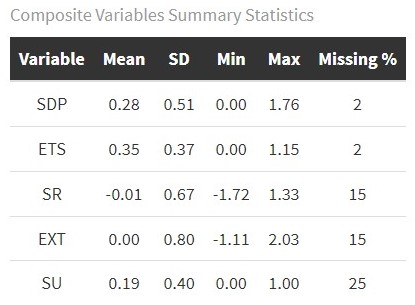 Composite Variables Summary Statistics
Variable Mean SD Min Max Missing %
SDP 0.28 0.51 0.00 1.76 2
ETS 0.35 0.37 0.00 1.15 2
SR -0.01 0.67 -1.72 1.33 15
EXT 0.00 0.80 -1.11 2.03 15
SU 0.19 0.40 0.00 1.00 25